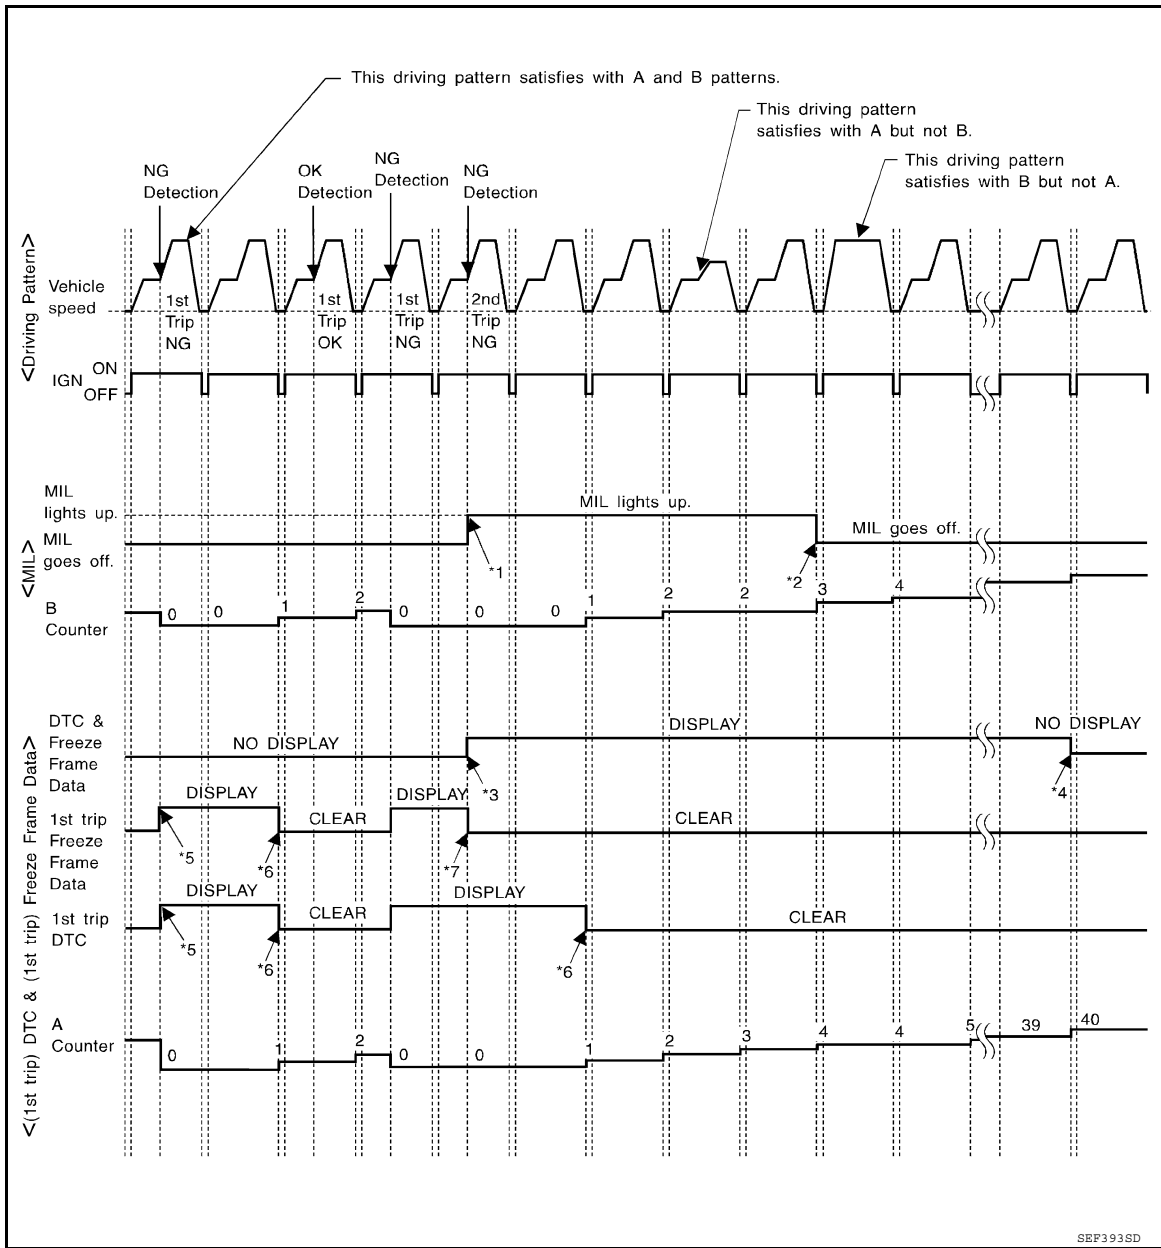 This driving pattern satisfies with A and B patterns.
This driving pattern
satisfies with A but not B.
This driving pattern
satisfies with B but not A.
NG
Detection
OK
Detection
NG
Detection
NG
Detection
<Driving Pattern>
Vehicle
speed
1st
Trip
NG
1st
Trip
OK
1st
Trip
NG
2nd
Trip
NG
IGN ON
OFF
<MIL>
MIL
lights up.
MIL
goes off.
MIL lights up.
MIL goes off.
*1
*2
B
Counter
0 0 1 2 0 0 0 1 2 2 3 4
<(1st trip) DTC & (1st trip) Freeze Frame Data>
DTC &
Freeze
Frame
Data
NO DISPLAY
DISPLAY
NO DISPLAY
*3
*4
1st trip
Freeze
Frame
Data
DISPLAY
CLEAR
DISPLAY
CLEAR
*5
*6
*7
1st trip
DTC
DISPLAY
CLEAR
DISPLAY
CLEAR
*5
*6
*6
A
Counter
0 1 2 0 0 1 2 3 4 4 5 39 40
SEF393SD